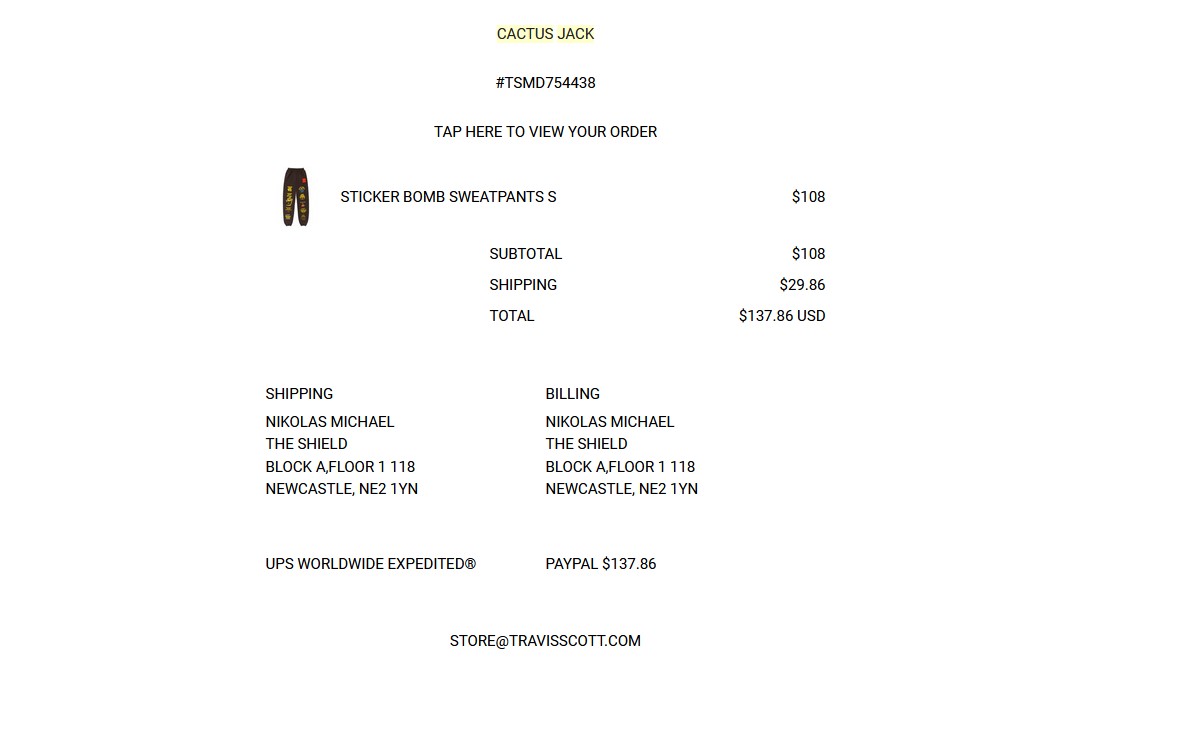 CACTUS JACK
#TSMD754438
TAP HERE TO VIEW YOUR ORDER
STICKER BOMB SWEATPANTS S $108
SUBTOTAL $108
SHIPPING $29.86
TOTAL $137.86 USD
SHIPPING BILLING
NIKOLAS MICHAEL NIKOLAS MICHAEL
THE SHIELD THE SHIELD
BLOCK A,FLOOR 1 118 BLOCK A,FLOOR 1 118
NEWCASTLE, NE2 1YN NEWCASTLE, NE2 1YN
UPS WORLDWIDE EXPEDITED® PAYPAL $137.86
STORE@TRAVISSCOTT.COM